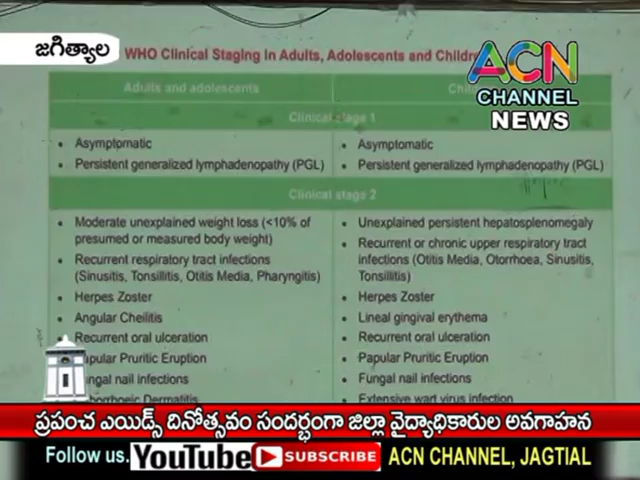 జగిత్యాల
WHO Clinical Staging in Adults, Adolescents and
ACN
CHANNEL
NEWS
Adults and adolescents
Clinical stage 1
Asymptomatic
Persistent generalized lymphadenopathy (PGL)
Asymptomatic
Persistent generalized lymphadenopathy (PGL)
Clinical stage 2
Moderate unexplained weight loss (<10% of
presumed or measured body weight)
Recurrent respiratory tract infections
(Sinusitis, Tonsillitis, Otitis Media, Pharyngitis)
Herpes Zoster
Angular Cheilitis
Recurrent oral ulceration
Papular Pruritic Eruption
Fungal nail infections
Seborrhoeic Dermatitis
Unexplained persistent hepatosplenomegaly
Recurrent or chronic upper respiratory tract
infections (Otitis Media, Otorrhoea, Sinusitis,
Tonsillitis)
Herpes Zoster
Lineal gingival erythema
Recurrent oral ulceration
Papular Pruritic Eruption
Fungal nail infections
Extensive wart virus infection
ప్రపంచ ఎయిడ్స్ దినోత్సవం సందర్భంగా జిల్లా వైద్యాధికారుల అవగాహన
Follow us. YouTube SUBSCRIBE ACN CHANNEL, JAGTIAL